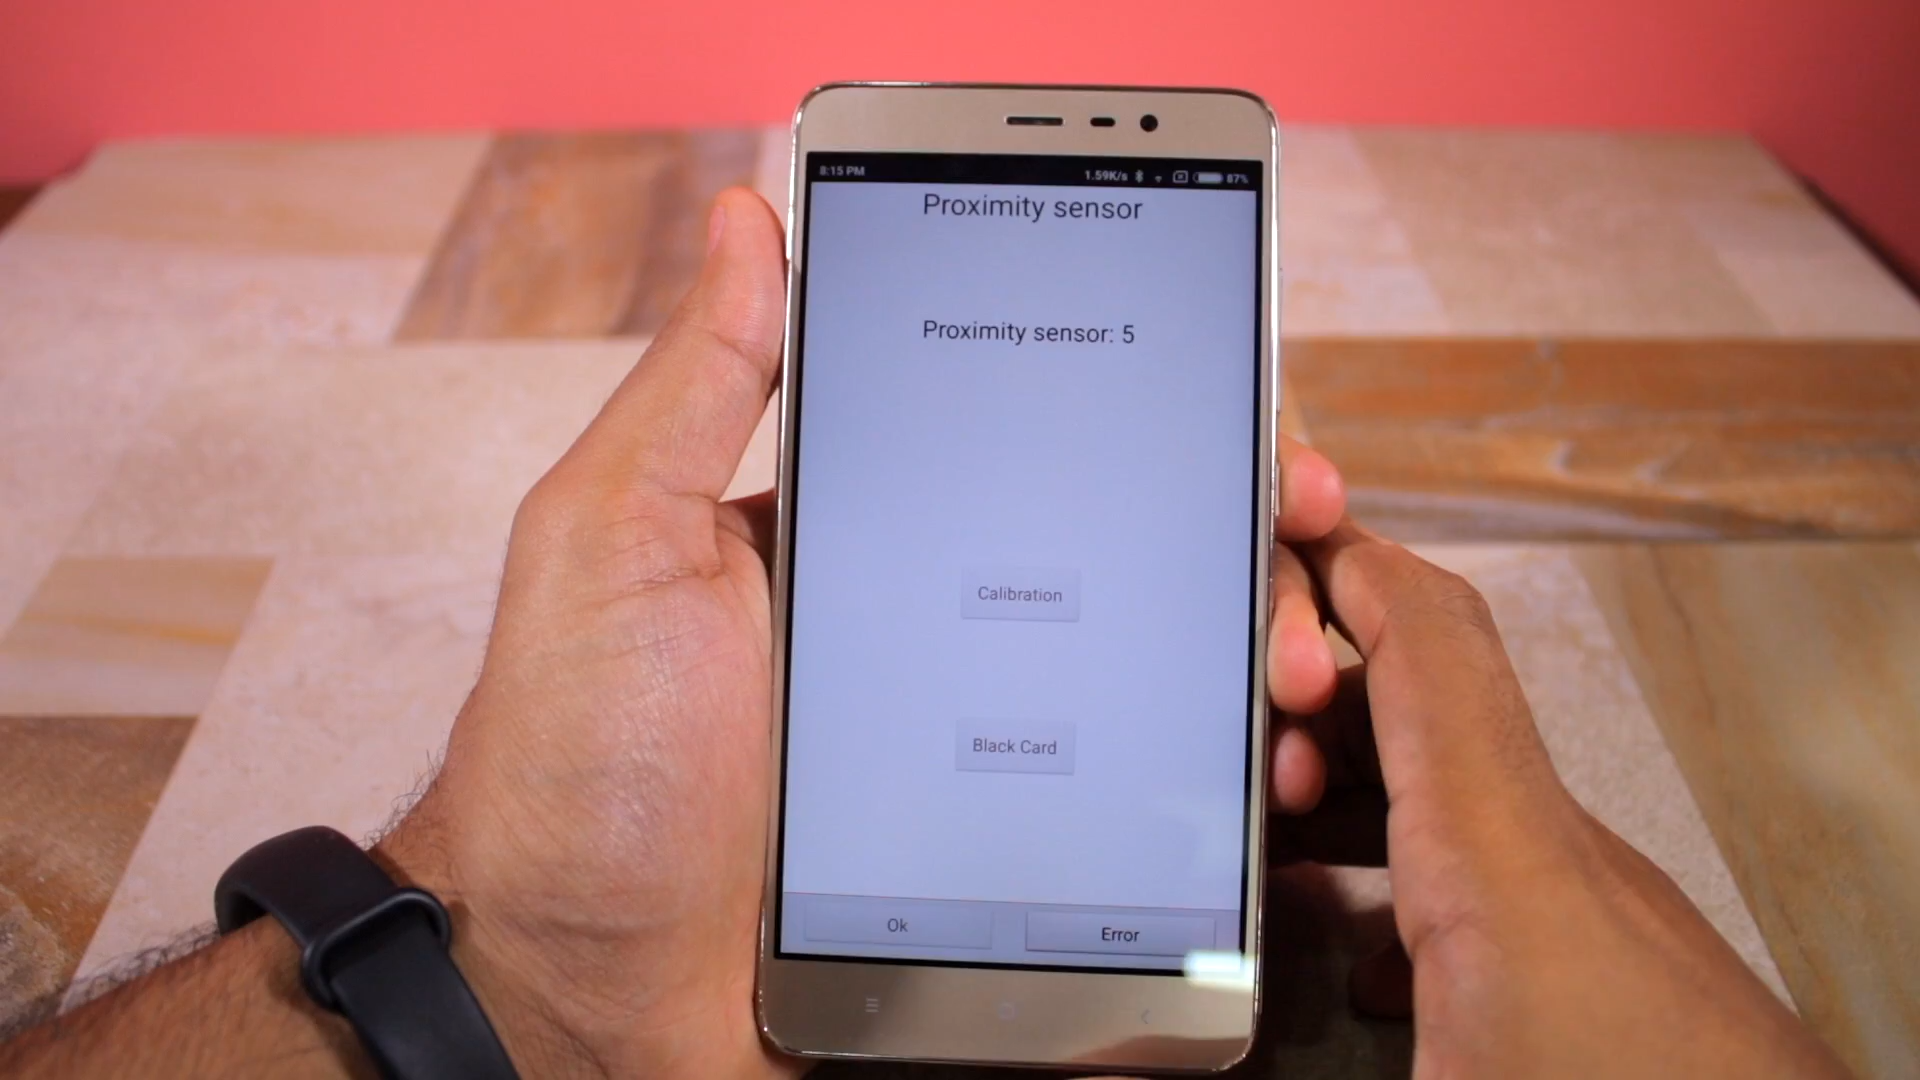 8:15 PM 1.59K/s 87%
Proximity sensor
Proximity sensor: 5
Calibration
Black Card
Ok Error